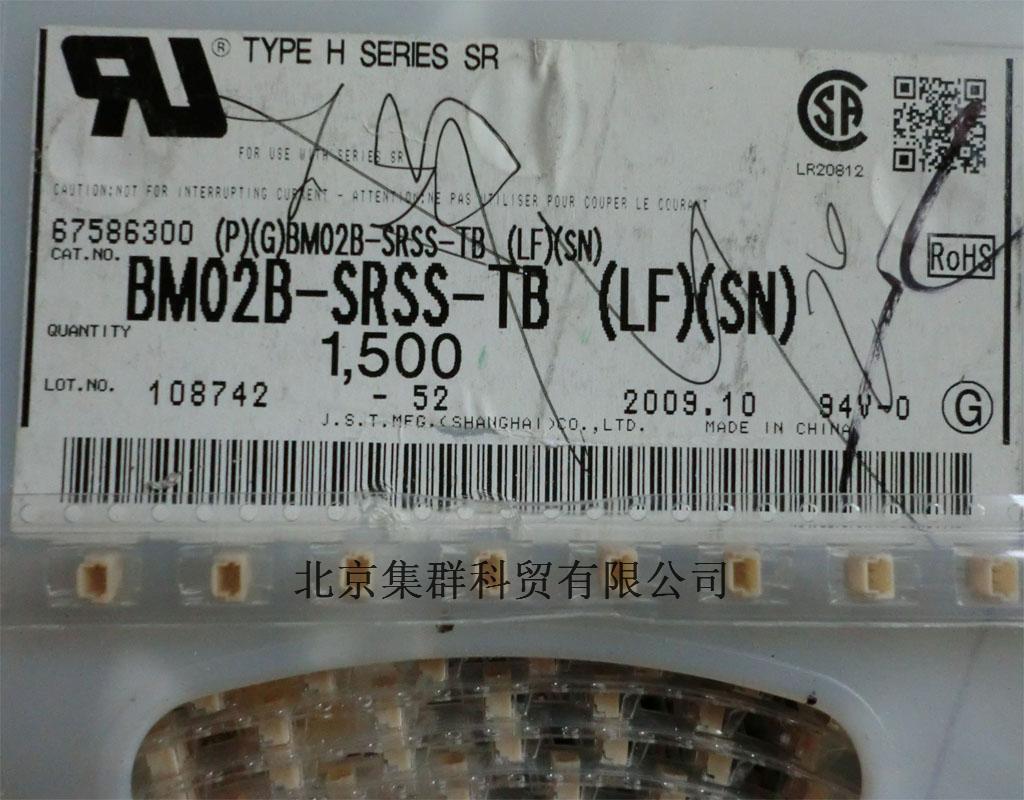 ® TYPE H SERIES SR
FOR USE WITH SERIES SR
LR20812
CAUTION:NOT FOR INTERRUPTING CURRENT - ATTENTION:NE PAS UTILISER POUR COUPER LE COURANT
67586300 (P)(G)BM02B-SRSS-TB (LF)(SN)
CAT.NO.
RoHS
BM02B-SRSS-TB (LF)(SN)
QUANTITY
1,500
LOT.NO. 108742 - 52 2009.10 94V-0 G
J.S.T.MFG.(SHANGHAI)CO.,LTD. MADE IN CHINA
北京集群科贸有限公司